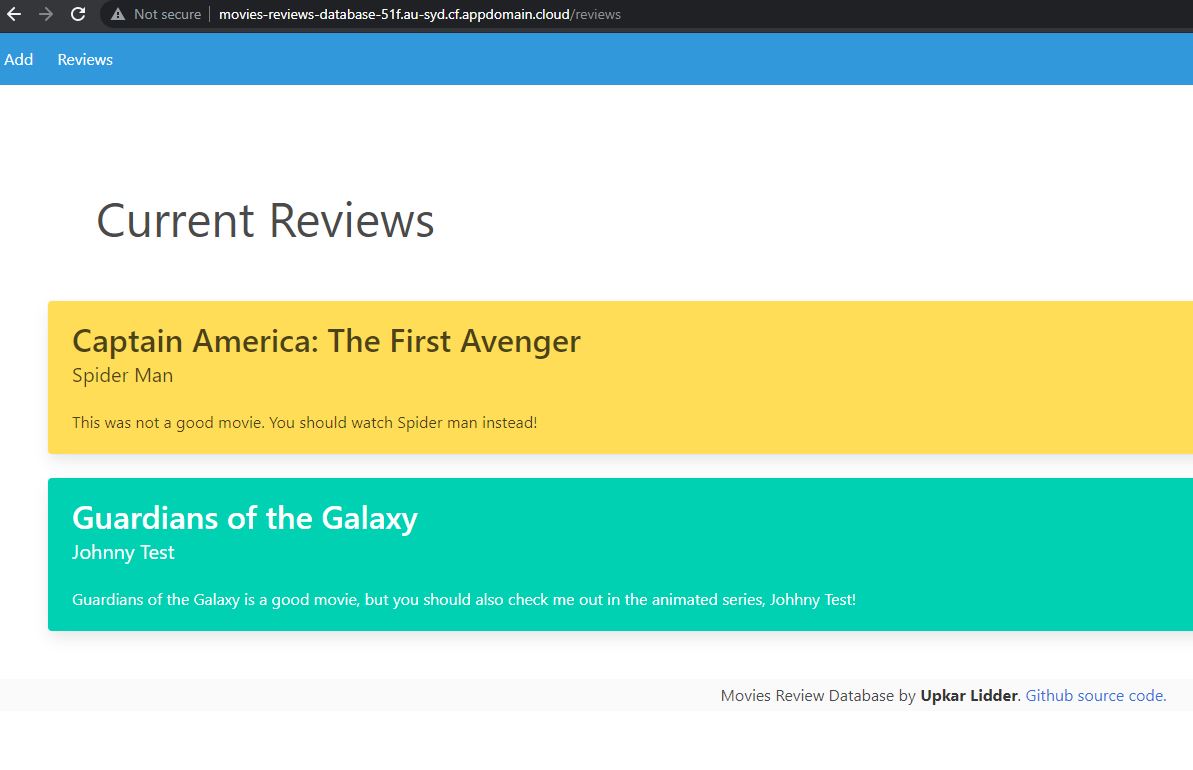 Not secure movies-reviews-database-51f.au-syd.cf.appdomain.cloud/reviews
Add Reviews
Current Reviews
Captain America: The First Avenger
Spider Man
This was not a good movie. You should watch Spider man instead!
Guardians of the Galaxy
Johnny Test
Guardians of the Galaxy is a good movie, but you should also check me out in the animated series, Johhny Test!
Movies Review Database by Upkar Lidder. Github source code.